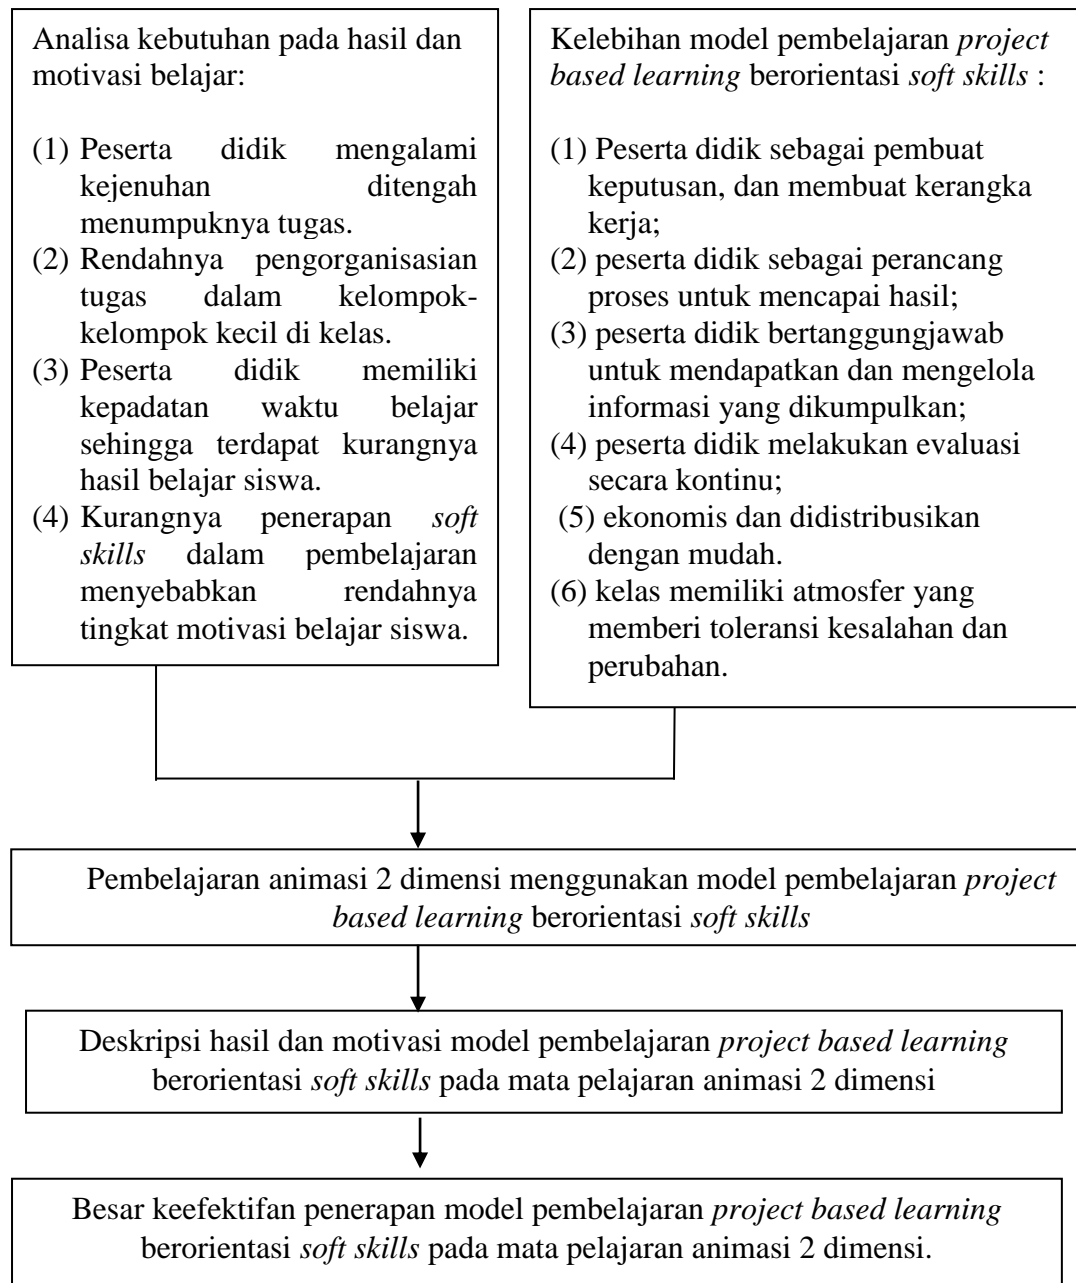 Analisa kebutuhan pada hasil dan
motivasi belajar:
(1) Peserta didik mengalami
kejenuhan ditengah
menumpuknya tugas.
(2) Rendahnya pengorganisasian
tugas dalam kelompok-
kelompok kecil di kelas.
(3) Peserta didik memiliki
kepadatan waktu belajar
sehingga terdapat kurangnya
hasil belajar siswa.
(4) Kurangnya penerapan soft
skills dalam pembelajaran
menyebabkan rendahnya
tingkat motivasi belajar siswa.
Kelebihan model pembelajaran project
based learning berorientasi soft skills :
(1) Peserta didik sebagai pembuat
keputusan, dan membuat kerangka
kerja;
(2) peserta didik sebagai perancang
proses untuk mencapai hasil;
(3) peserta didik bertanggungjawab
untuk mendapatkan dan mengelola
informasi yang dikumpulkan;
(4) peserta didik melakukan evaluasi
secara kontinu;
(5) ekonomis dan didistribusikan
dengan mudah.
(6) kelas memiliki atmosfer yang
memberi toleransi kesalahan dan
perubahan.
Pembelajaran animasi 2 dimensi menggunakan model pembelajaran project
based learning berorientasi soft skills
Deskripsi hasil dan motivasi model pembelajaran project based learning
berorientasi soft skills pada mata pelajaran animasi 2 dimensi
Besar keefektifan penerapan model pembelajaran project based learning
berorientasi soft skills pada mata pelajaran animasi 2 dimensi.